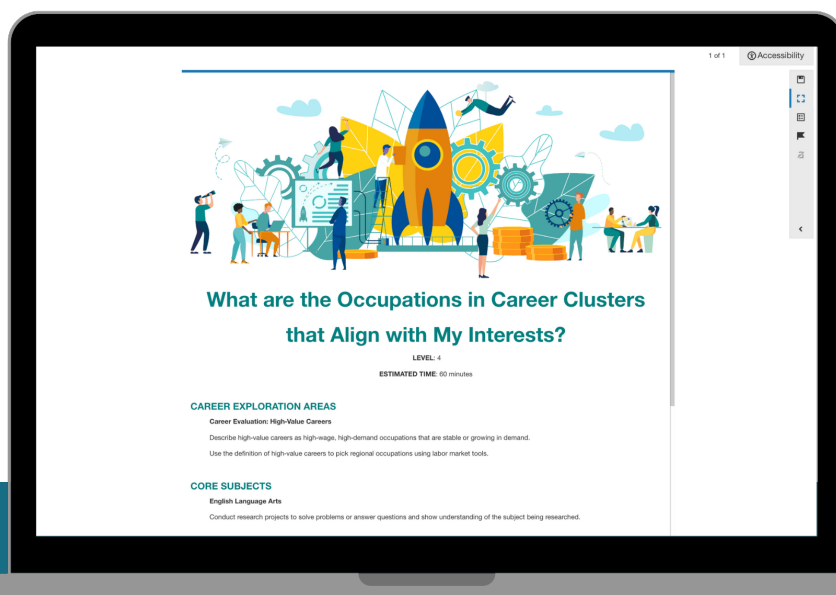 1 of 1
Accessibility
What are the Occupations in Career Clusters
that Align with My Interests?
LEVEL: 4
ESTIMATED TIME: 60 minutes
CAREER EXPLORATION AREAS
Career Evaluation: High-Value Careers
Describe high-value careers as high-wage, high-demand occupations that are stable or growing in demand.
Use the definition of high-value careers to pick regional occupations using labor market tools.
CORE SUBJECTS
English Language Arts
Conduct research projects to solve problems or answer questions and show understanding of the subject being researched.